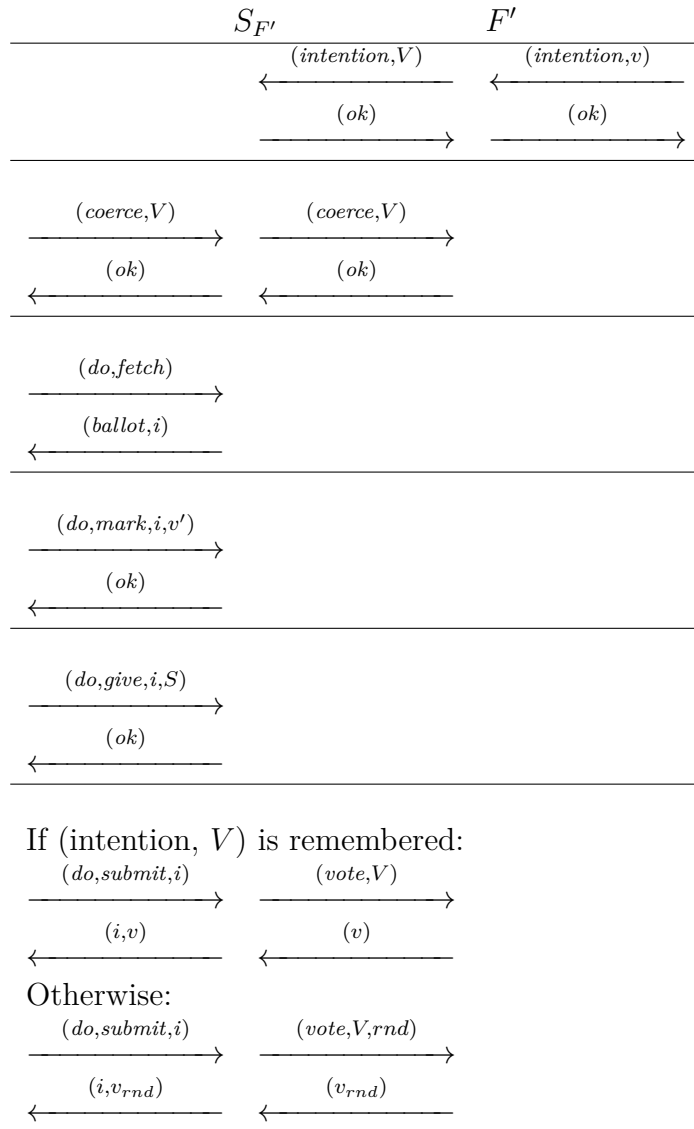 S_{F'} F'
(intention,V) (intention,v)
(ok) (ok)
(coerce,V) (coerce,V)
(ok) (ok)
(do,fetch)
(ballot,i)
(do,mark,i,v')
(ok)
(do,give,i,S)
(ok)
If (intention, V) is remembered:
(do,submit,i) (vote,V)
(i,v) (v)
Otherwise:
(do,submit,i) (vote,V,rnd)
(i,v_{rnd}) (v_{rnd})